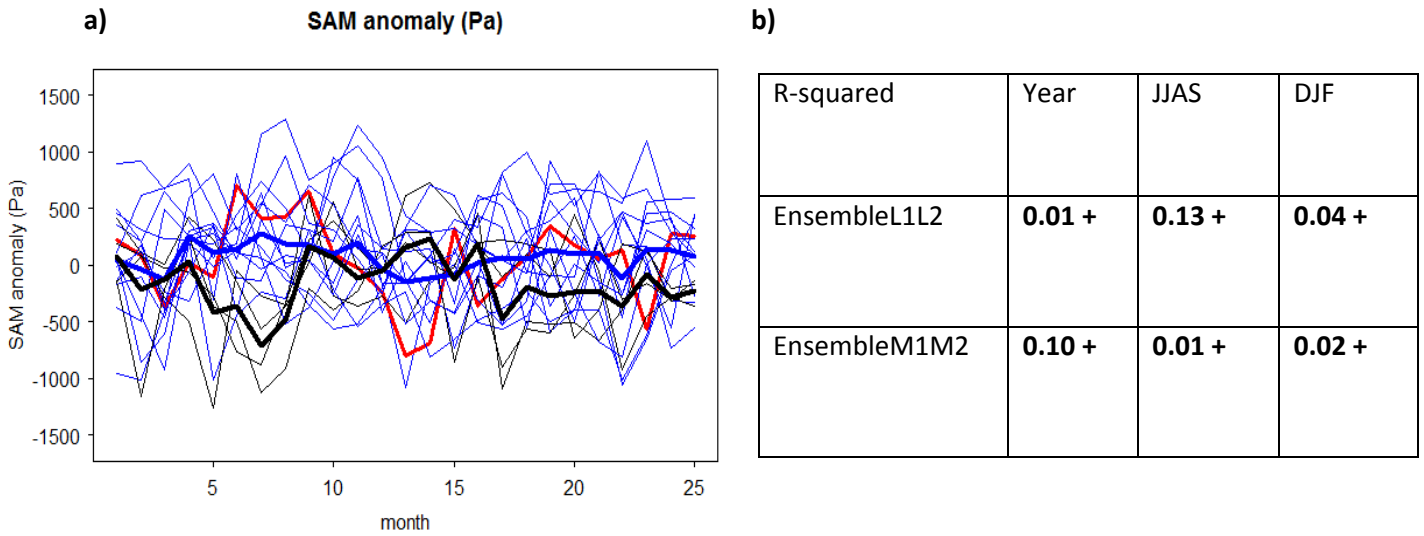 a)
SAM anomaly (Pa)
SAM anomaly (Pa)
1500
1000
500
0
-500
-1000
-1500
5 10 15 20 25
month
b)
R-squared Year JJAS DJF
EnsembleL1L2 0.01 + 0.13 + 0.04 +
EnsembleM1M2 0.10 + 0.01 + 0.02 +